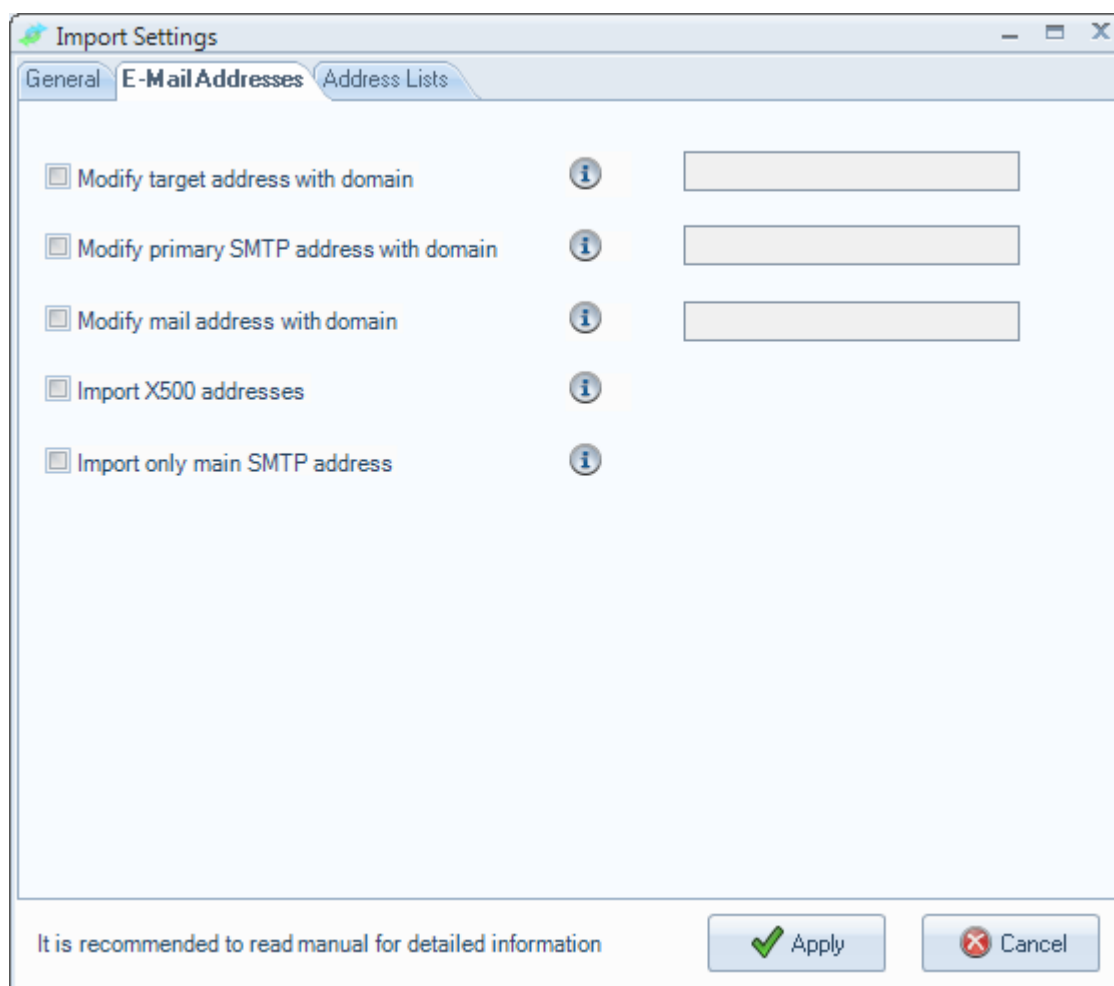 Import Settings
General E-Mail Addresses Address Lists
Modify target address with domain
Modify primary SMTP address with domain
Modify mail address with domain
Import X500 addresses
Import only main SMTP address
It is recommended to read manual for detailed information
Apply
Cancel